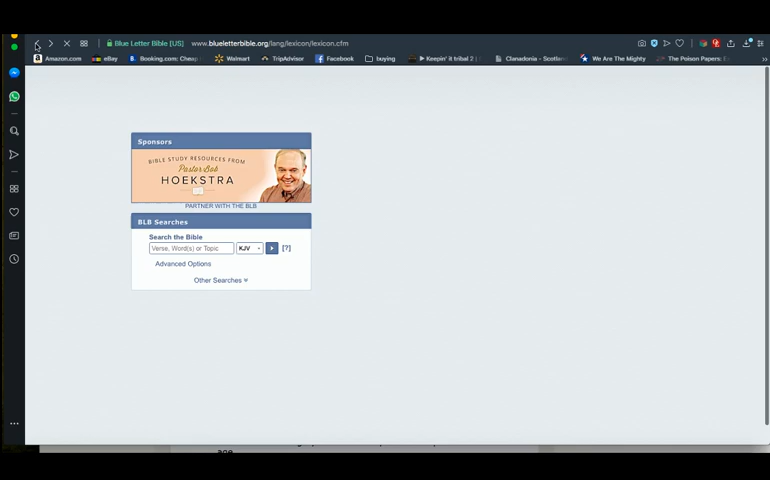 Blue Letter Bible [US] www.blueletterbible.org/lang/lexicon/lexicon.cfm
Amazon.com eBay Booking.com: Cheap Walmart TripAdvisor Facebook buying Keepin' it tribal 2 Clanadonia - Scotlan We Are The Mighty The Poison Papers: E
Sponsors
BIBLE STUDY RESOURCES FROM
Pastor Bob
HOEKSTRA
PARTNER WITH THE BLB
BLB Searches
Search the Bible
Verse, Word(s) or Topic KJV [?]
Advanced Options
Other Searches
age